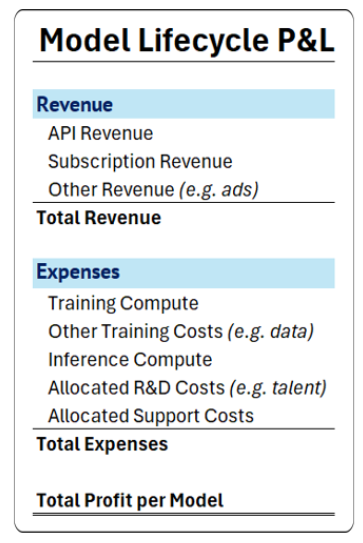 Model Lifecycle P&L
Revenue
API Revenue
Subscription Revenue
Other Revenue (e.g. ads)
Total Revenue
Expenses
Training Compute
Other Training Costs (e.g. data)
Inference Compute
Allocated R&D Costs (e.g. talent)
Allocated Support Costs
Total Expenses
Total Profit per Model